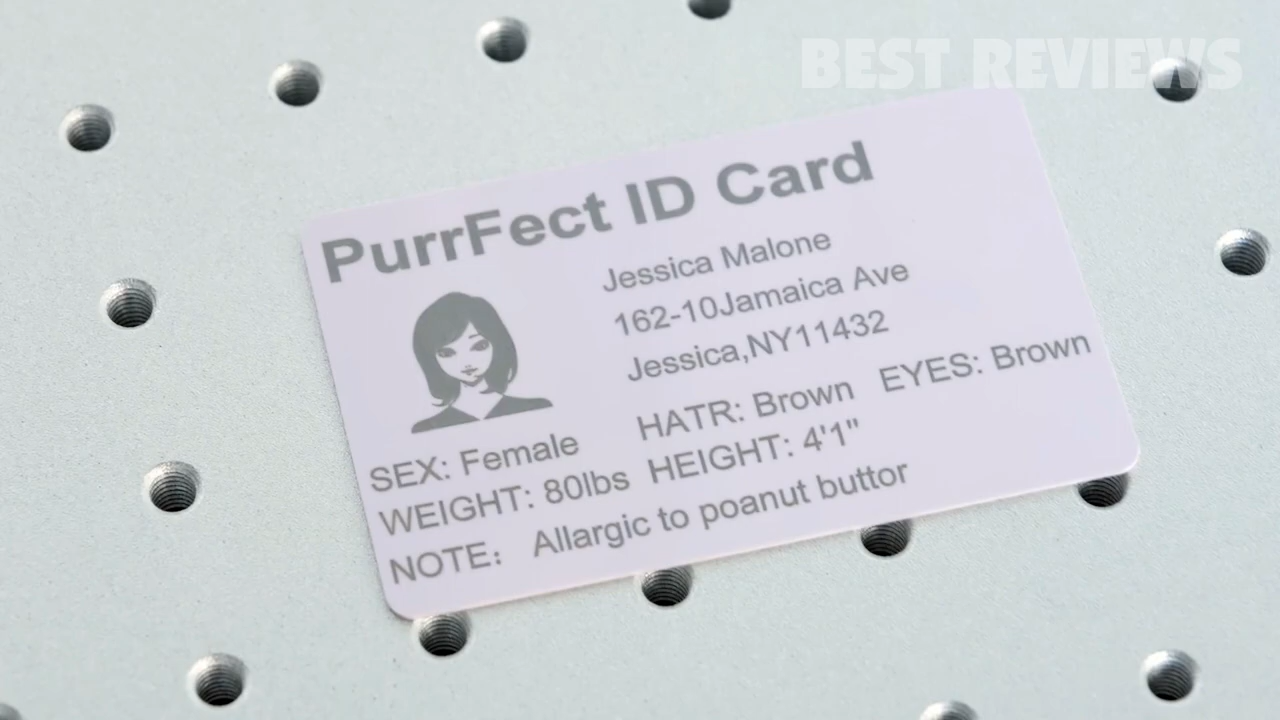 BEST REVIEWS
PurrFect ID Card
Jessica Malone
162-10Jamaica Ave
Jessica,NY11432
HATR: Brown EYES: Brown
SEX: Female
WEIGHT: 80lbs HEIGHT: 4'1"
NOTE: Allargic to poanut buttor